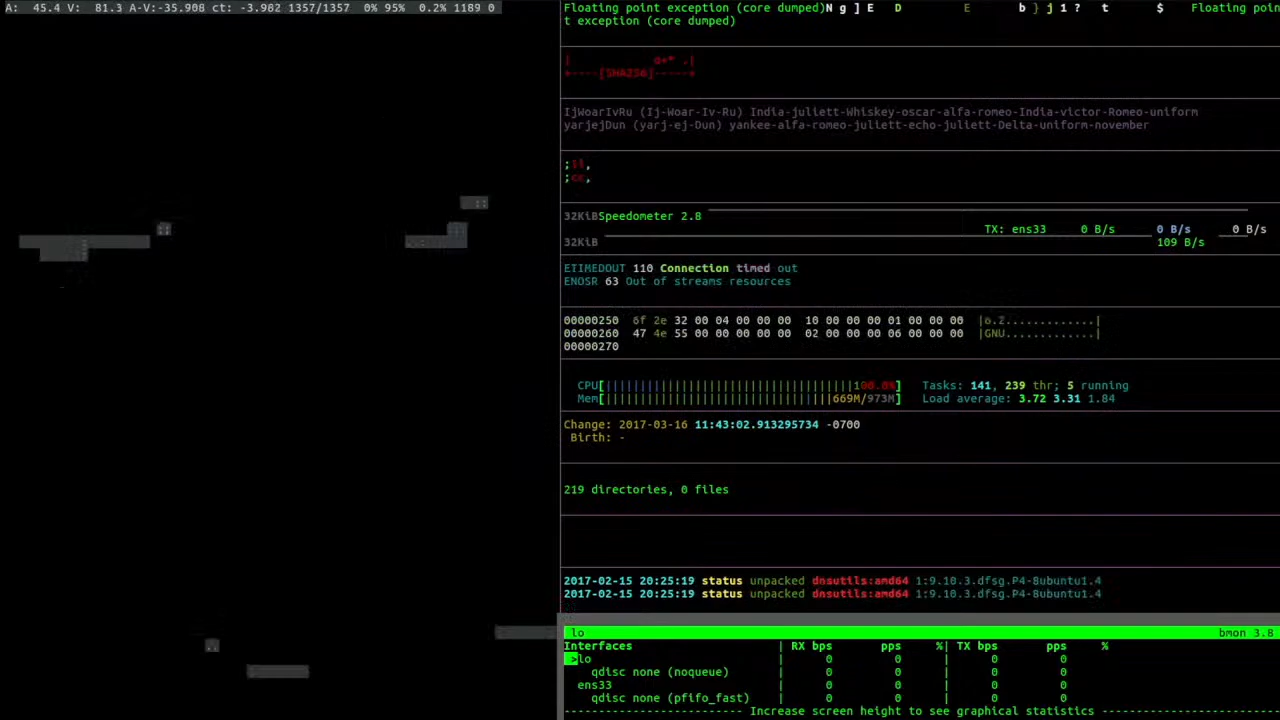 A: 45.4 V: 81.3 A-V:-35.908 ct: -3.982 1357/1357 0% 95% 0.2% 1189 0
Floating point exception (core dumped)N g ] E D E b } j 1 ? t $ Floating poin
t exception (core dumped)
| o+* .|
+----[SHA256]-----+
IjWoarIvRu (Ij-Woar-Iv-Ru) India-juliett-Whiskey-oscar-alfa-romeo-India-victor-Romeo-uniform
yarjejDun (yarj-ej-Dun) yankee-alfa-romeo-juliett-echo-juliett-Delta-uniform-november
32KiBSpeedometer 2.8
TX: ens33 0 B/s 0 B/s 0 B/s
32KiB 109 B/s
ETIMEDOUT 110 Connection timed out
ENOSR 63 Out of streams resources
00000250 6f 2e 32 00 04 00 00 00 10 00 00 00 01 00 00 00 |o.2.............|
00000260 47 4e 55 00 00 00 00 00 02 00 00 00 06 00 00 00 |GNU.............|
00000270
CPU[||||||||||||||||||||||||||||||||||||100.0%] Tasks: 141, 239 thr; 5 running
Mem[|||||||||||||||||||||||||||||||||669M/973M] Load average: 3.72 3.31 1.84
Change: 2017-03-16 11:43:02.913295734 -0700
Birth: -
219 directories, 0 files
2017-02-15 20:25:19 status unpacked dnsutils:amd64 1:9.10.3.dfsg.P4-8ubuntu1.4
2017-02-15 20:25:19 status unpacked dnsutils:amd64 1:9.10.3.dfsg.P4-8ubuntu1.4
lo bmon 3.8
Interfaces | RX bps pps %| TX bps pps %
>lo | 0 0 | 0 0
qdisc none (noqueue) | 0 0 | 0 0
ens33 | 0 0 | 0 0
qdisc none (pfifo_fast) | 0 0 | 0 0
-------------------------- Increase screen height to see graphical statistics ---------------------------